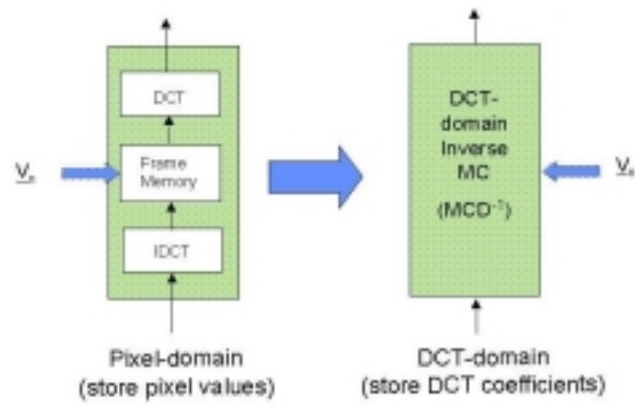 DCT
Frame
Memory
IDCT
Pixel-domain
(store pixel values)
DCT-
domain
Inverse
MC
(MCD⁻¹)
DCT-domain
(store DCT coefficients)